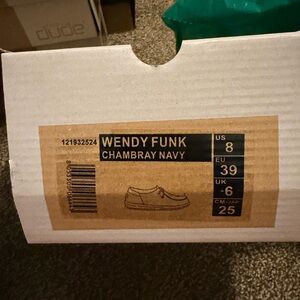 dude
121932524
WENDY FUNK
CHAMBRAY NAVY
US
8
EU
39
UK
6
25